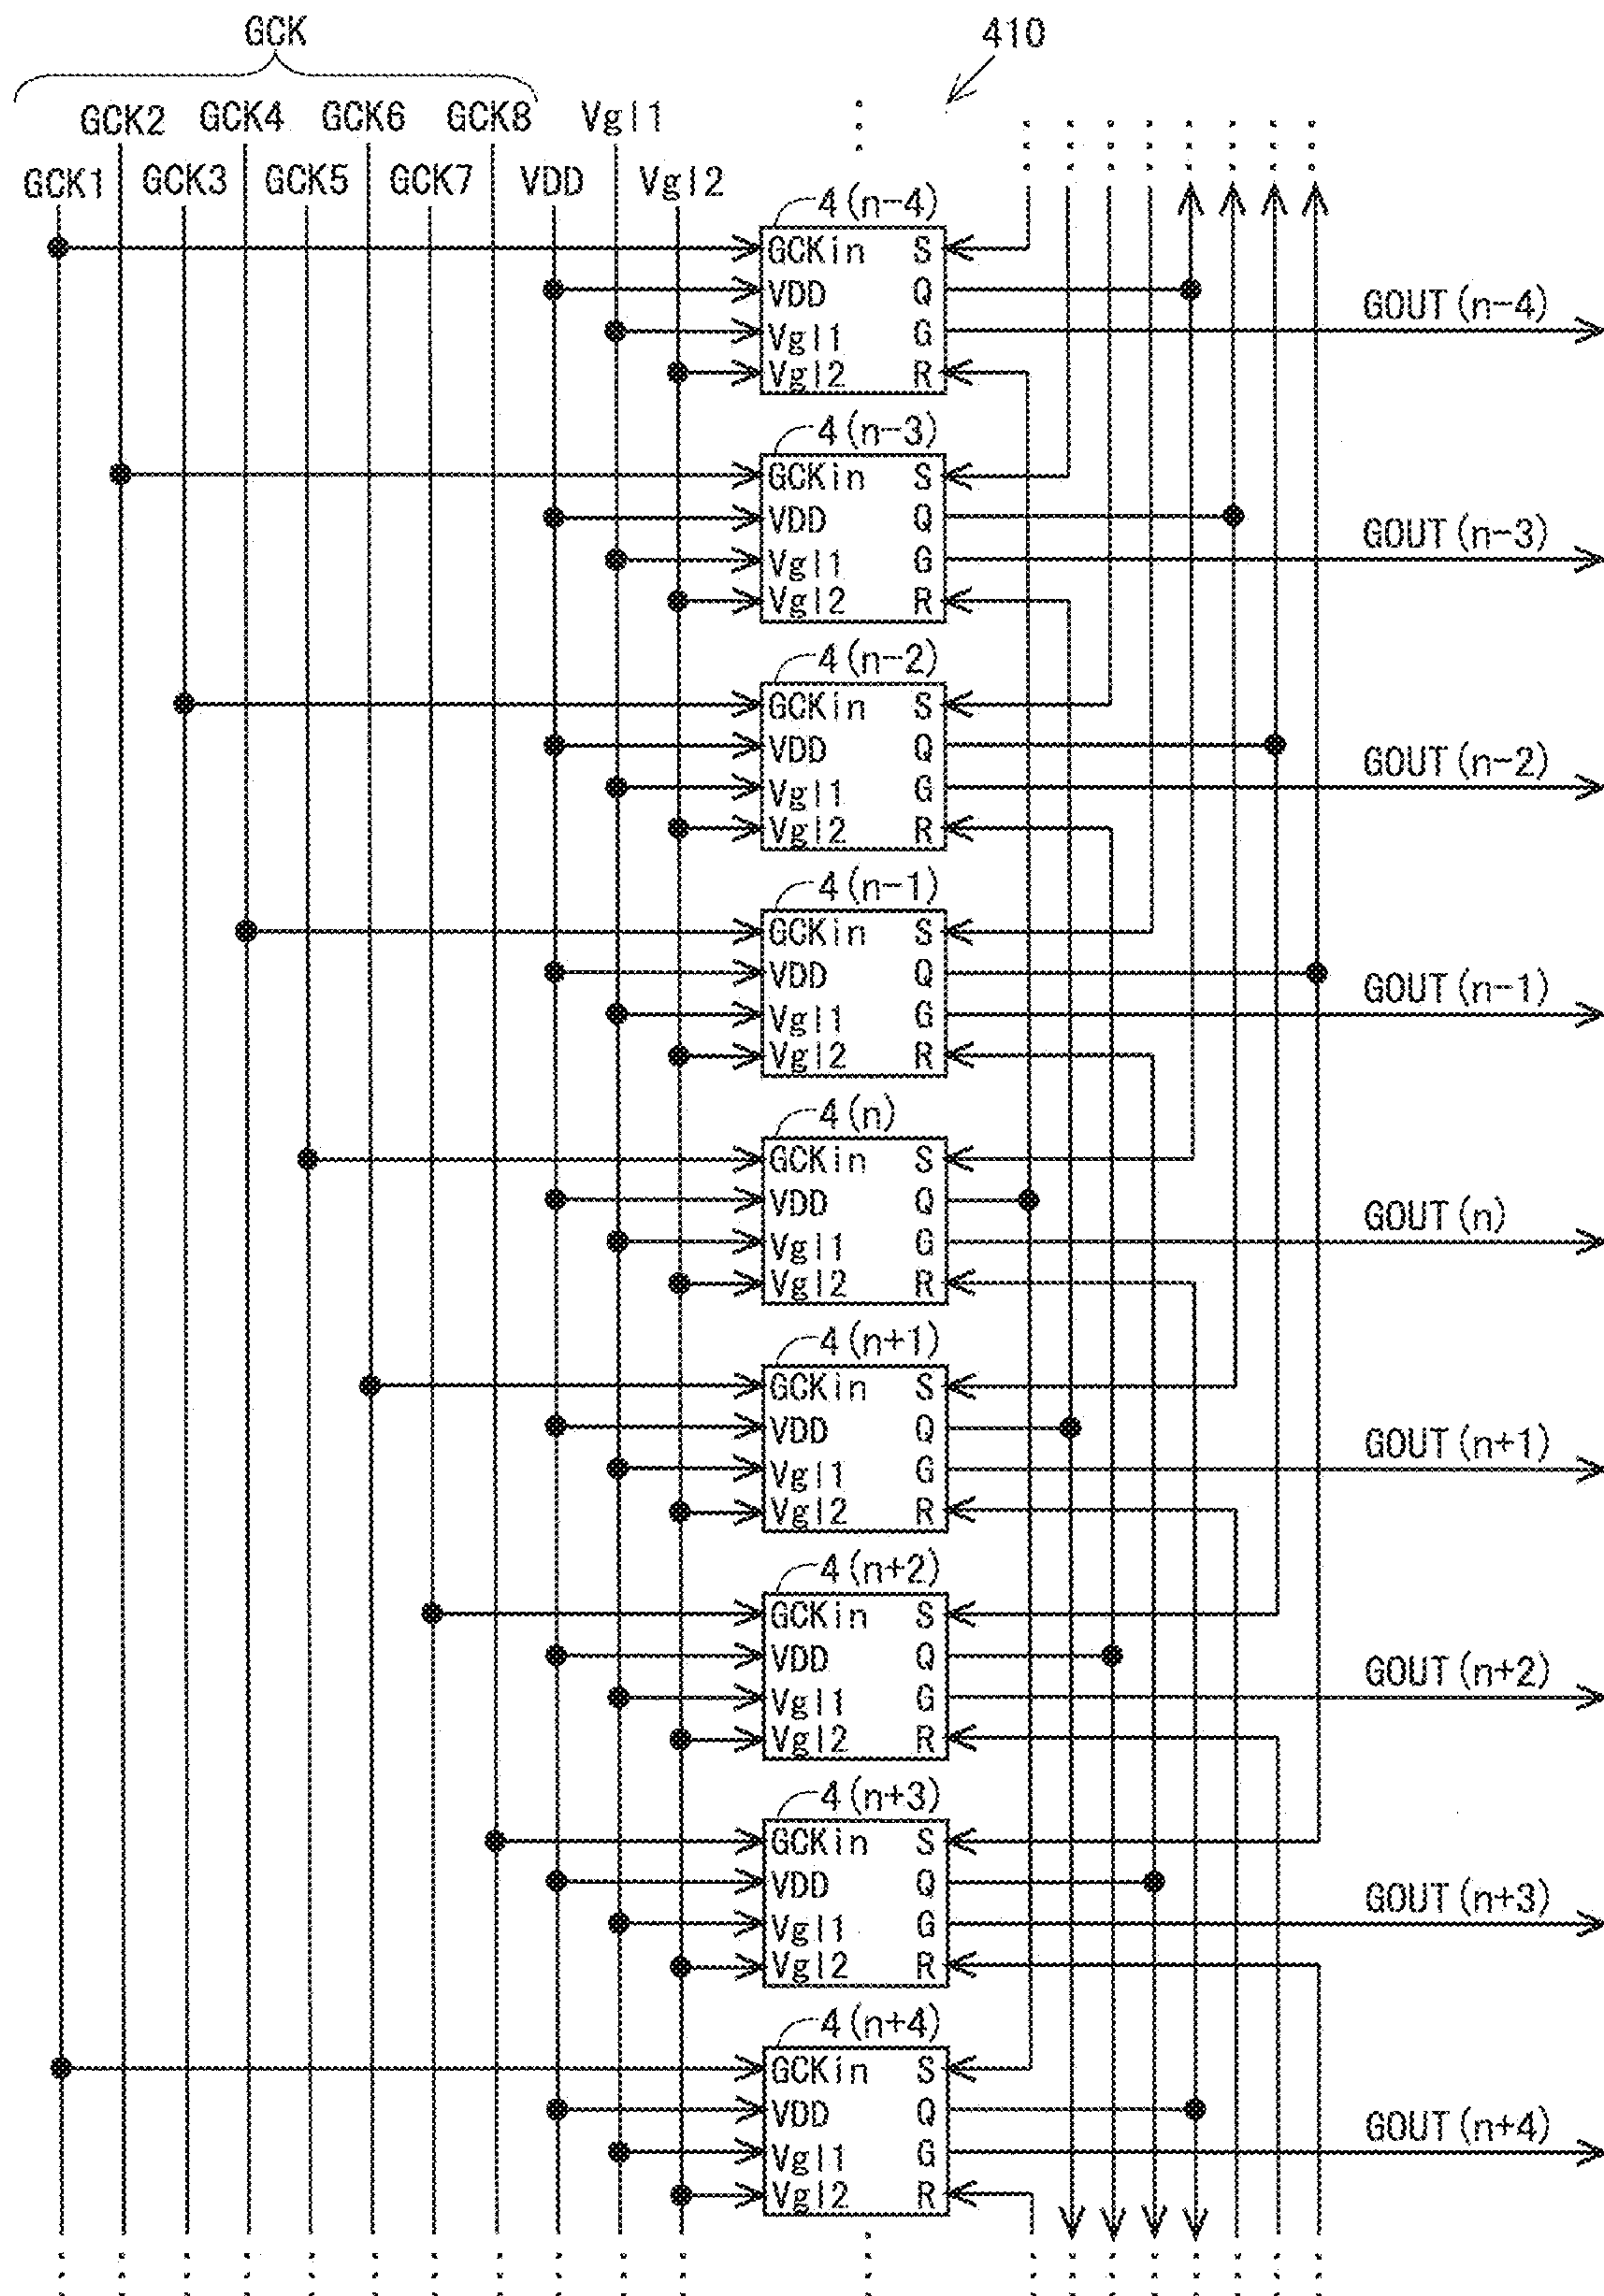 GCK
410
GCK2 GCK4 GCK6 GCK8 Vgl1
GCK1 GCK3 GCK5 GCK7 VDD Vgl2
4(n-4)
GCKin S
VDD Q
GOUT(n-4)
Vgl1 G
Vgl2 R
4(n-3)
GCKin S
VDD Q
GOUT(n-3)
Vgl1 G
Vgl2 R
4(n-2)
GCKin S
VDD Q
GOUT(n-2)
Vgl1 G
Vgl2 R
4(n-1)
GCKin S
VDD Q
GOUT(n-1)
Vgl1 G
Vgl2 R
4(n)
GCKin S
VDD Q
GOUT(n)
Vgl1 G
Vgl2 R
4(n+1)
GCKin S
VDD Q
GOUT(n+1)
Vgl1 G
Vgl2 R
4(n+2)
GCKin S
VDD Q
GOUT(n+2)
Vgl1 G
Vgl2 R
4(n+3)
GCKin S
VDD Q
GOUT(n+3)
Vgl1 G
Vgl2 R
4(n+4)
GCKin S
VDD Q
GOUT(n+4)
Vgl1 G
Vgl2 R